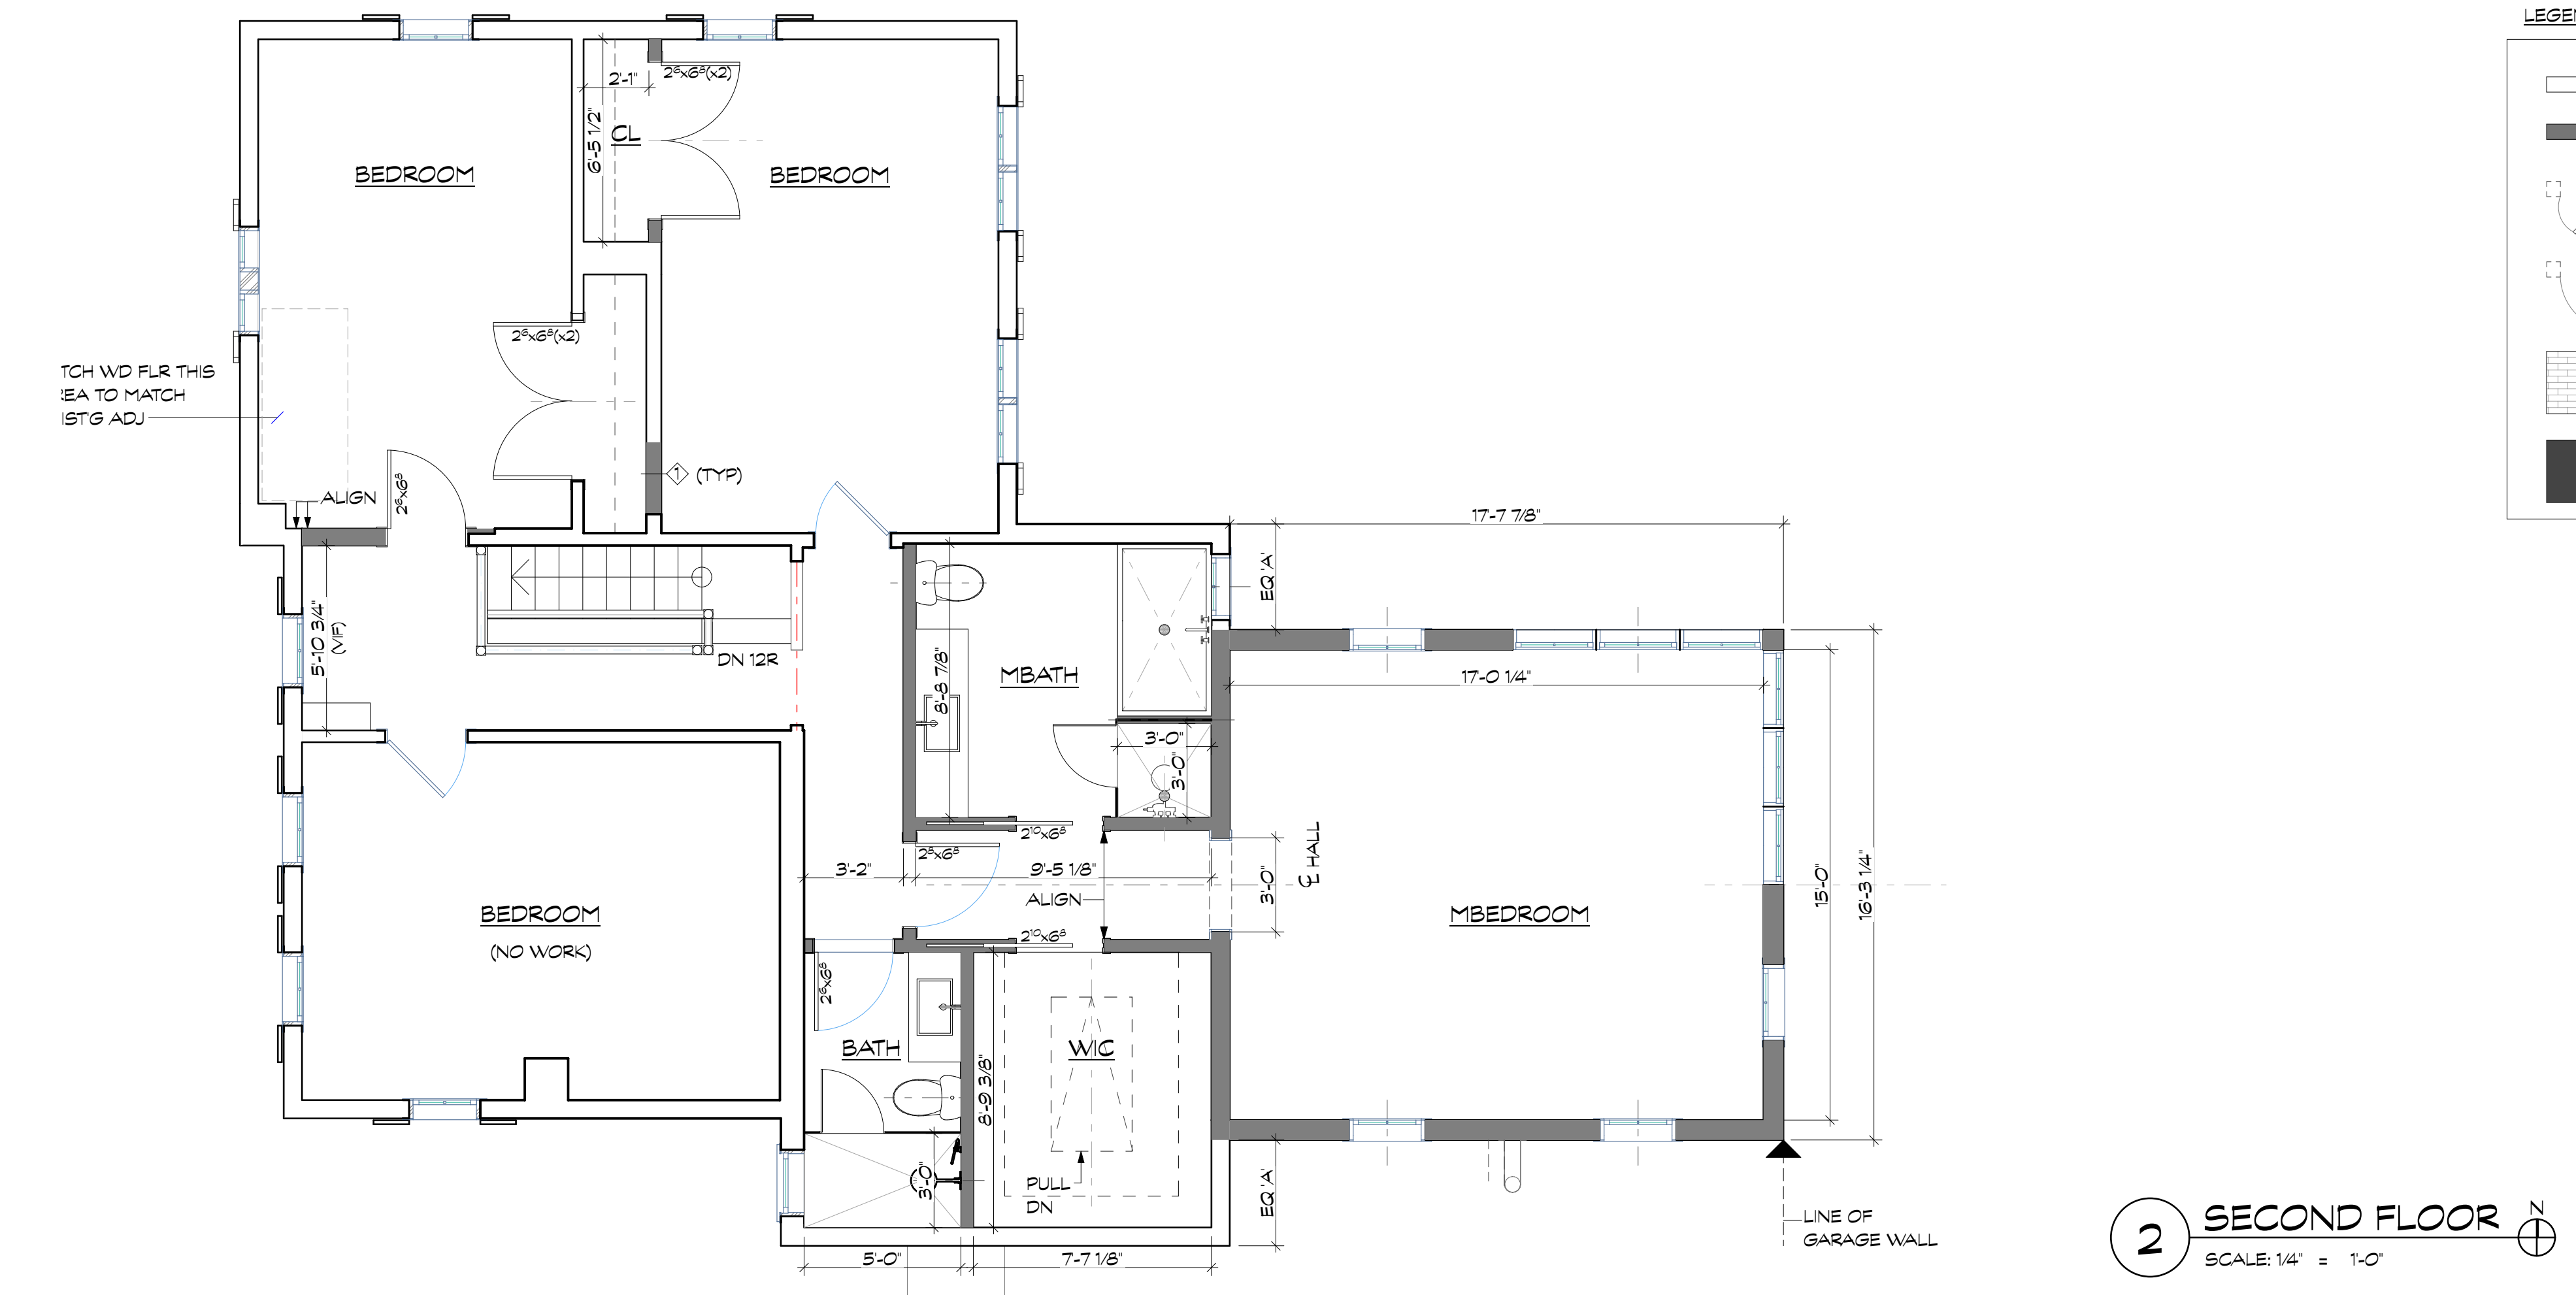 LEGE
2'-1"
2⁶x6⁸(x2)
6'-5 1/2"
CL
BEDROOM
BEDROOM
2⁶x6⁸(x2)
TCH WD FLR THIS
EA TO MATCH
IST'G ADJ
ALIGN
2⁶x6⁸
1
(TYP)
17'-7 7/8"
EQ 'A'
5'-10 3/4"
(VIF)
DN 12R
8'-8 7/8"
MBATH
17'-0 1/4"
3'-0"
3'-0"
2¹⁰x6⁸
2⁸x6⁸
3'-2"
9'-5 1/8"
ALIGN
3'-0"
℄ HALL
15'-0"
16'-3 1/4"
BEDROOM
(NO WORK)
MBEDROOM
2¹⁰x6⁸
2⁶x6⁸
BATH
WIC
8'-9 3/8"
3'-0"
PULL
DN
EQ 'A'
LINE OF
GARAGE WALL
5'-0"
7'-7 1/8"
2
SECOND FLOOR
N
SCALE: 1/4" = 1'-0"